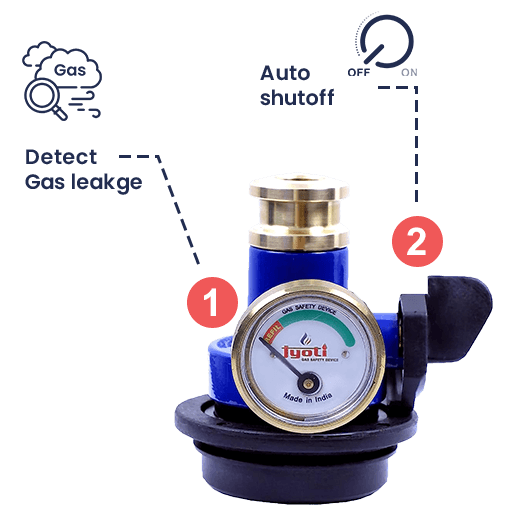 Gas
OFF
ON
Auto
shutoff
Detect
Gas leakge
1
2
GAS SAFETY DEVICE
REFIL
Jyoti
GAS SAFETY DEVICE
Made in India